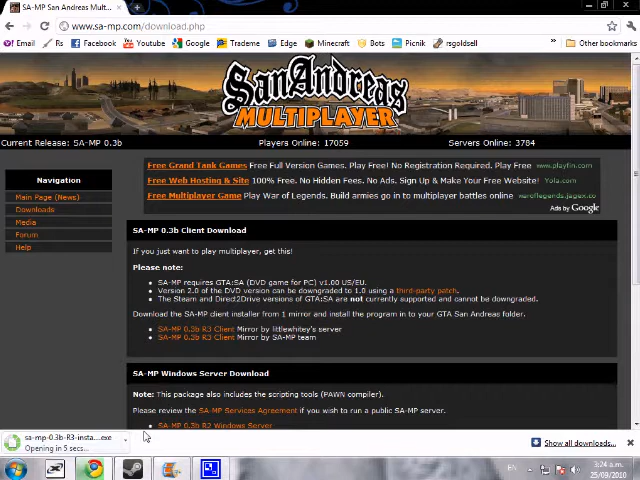 SA-MP San Andreas Mult...
www.sa-mp.com/download.php
Email
Rs
Facebook
Youtube
Google
Trademe
Edge
Minecraft
Bots
Picnik
rsgoldsell
»
Other bookmarks
San Andreas
MULTIPLAYER
Current Release: SA-MP 0.3b
Players Online: 17059
Servers Online: 3784
Navigation
Main Page (News)
Downloads
Media
Forum
Help
Free Grand Tank Games Free Full Version Games. Play Free! No Registration Required. Play Free www.playfin.com
Free Web Hosting & Site 100% Free. No Hidden Fees. No Ads. Sign Up & Make Your Free Website! Yola.com
Free Multiplayer Game Play War of Legends. Build armies go in to multiplayer battles online waroflegends.jagex.co
Ads by Google
SA-MP 0.3b Client Download
If you just want to play multiplayer, get this!
Please note:
SA-MP requires GTA:SA (DVD game for PC) v1.00 US/EU.
Version 2.0 of the DVD version can be downgraded to 1.0 using a third-party patch.
The Steam and Direct2Drive versions of GTA:SA are not currently supported and cannot be downgraded.
Download the SA-MP client installer from 1 mirror and install the program in to your GTA San Andreas folder.
SA-MP 0.3b R3 Client Mirror by littlewhitey's server
SA-MP 0.3b R3 Client Mirror by SA-MP team
SA-MP Windows Server Download
Note: This package also includes the scripting tools (PAWN compiler).
Please review the SA-MP Services Agreement if you wish to run a public SA-MP server.
SA-MP 0.3b R2 Windows Server
sa-mp-0.3b-R3-insta....exe
Opening in 5 secs...
Show all downloads...
EN
3:24 a.m.
25/09/2010